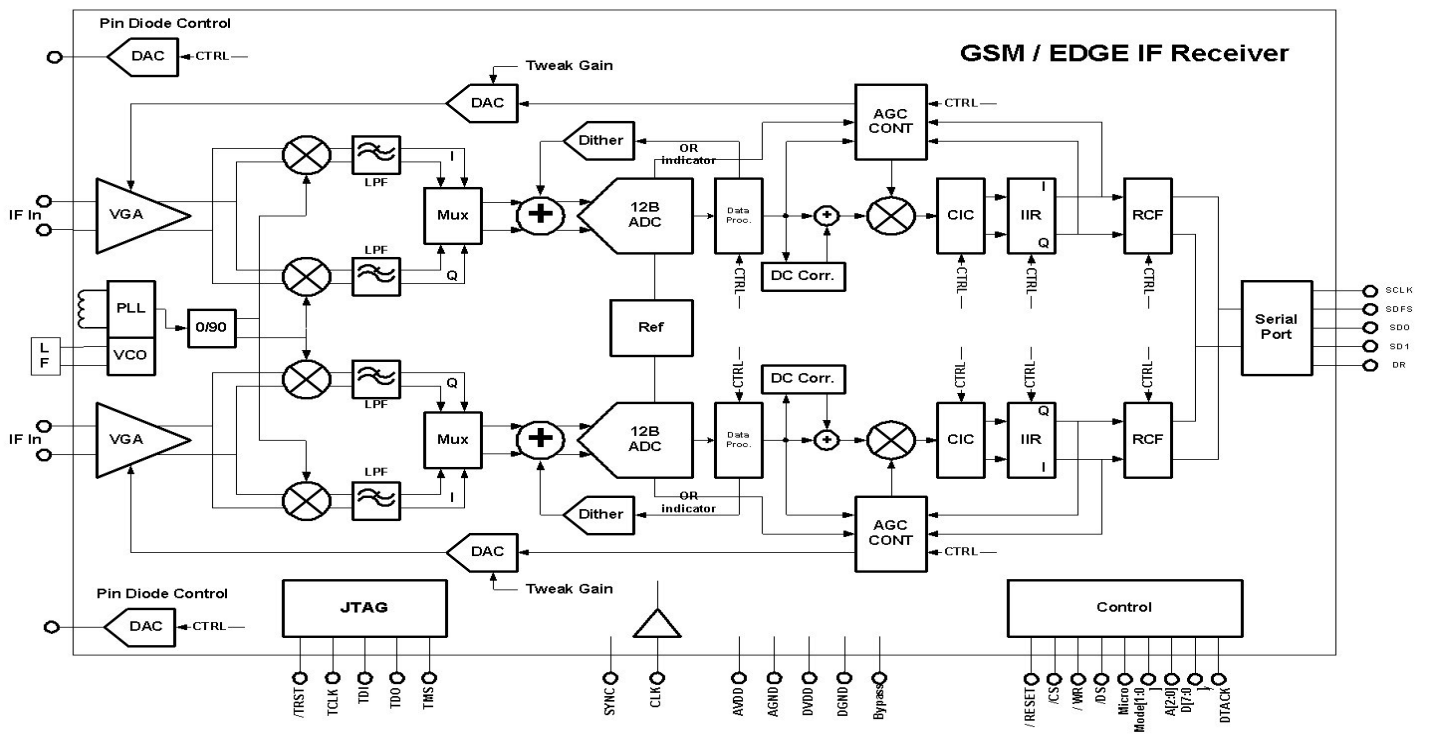 Pin Diode Control
DAC
CTRL
GSM / EDGE IF Receiver
Tweak Gain
DAC
AGC
CONT
CTRL
Dither
OR
indicator
I
LPF
IF In
VGA
Mux
+
12B
ADC
Data
Proc.
+
CIC
I
IIR
Q
RCF
LPF
Q
DC Corr.
CTRL
CTRL
CTRL
CTRL
PLL
VCO
L
F
0/90
Ref
Serial
Port
SCLK
SDFS
SD0
SD1
DR
CTRL
CTRL
CTRL
CTRL
DC Corr.
Q
LPF
IF In
VGA
Mux
+
12B
ADC
Data
Proc.
+
CIC
Q
IIR
I
RCF
LPF
I
Dither
OR
indicator
AGC
CONT
CTRL
DAC
Tweak Gain
Pin Diode Control
DAC
CTRL
JTAG
Control
/TRST
TCLK
TDI
TDO
TMS
SYNC
CLK
AVDD
AGND
DVDD
DGND
Bypass
/ RESET
/CS
/ WR
/DS
Micro
Mode[1:0
]
A[2:0]
D[7:0
]
DTACK